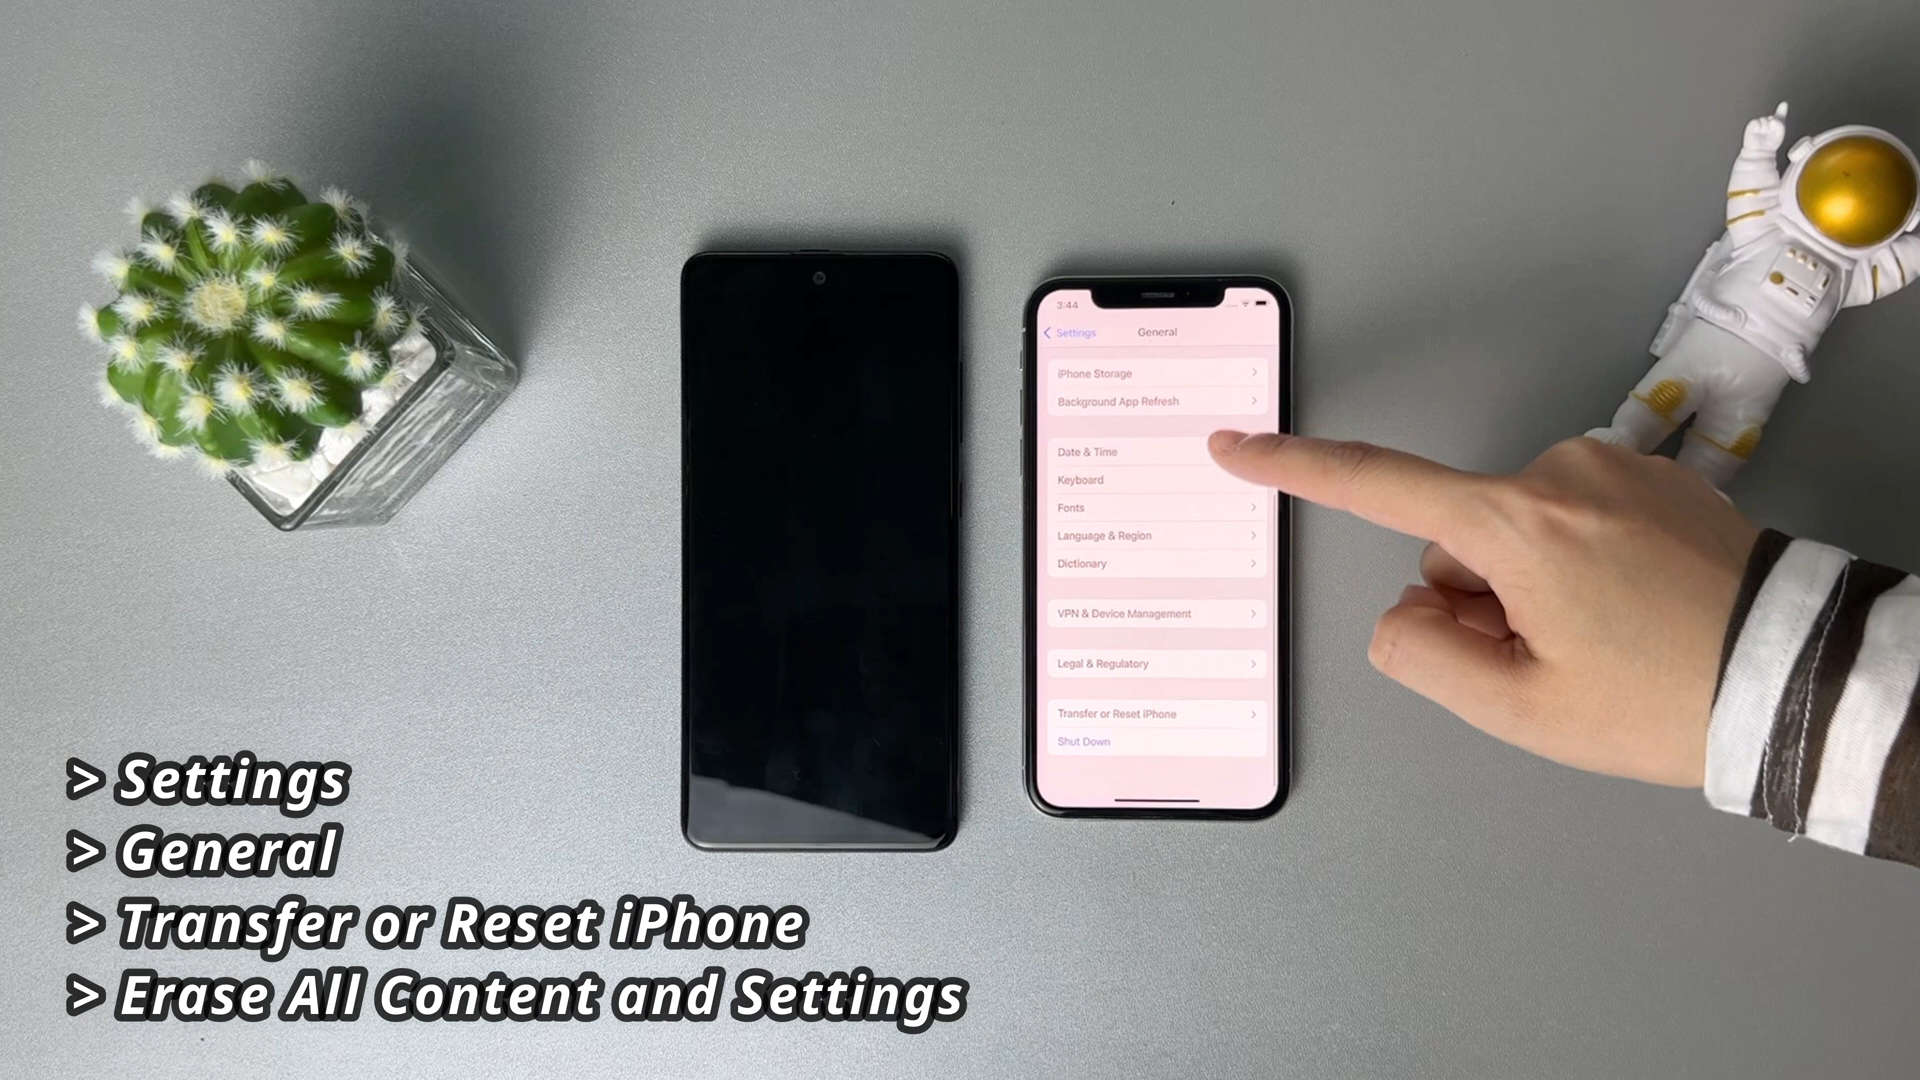 3:44
Settings
General
iPhone Storage
Background App Refresh
Date & Time
Keyboard
Fonts
Language & Region
Dictionary
VPN & Device Management
Legal & Regulatory
Transfer or Reset iPhone
Shut Down
> Settings
> General
> Transfer or Reset iPhone
> Erase All Content and Settings